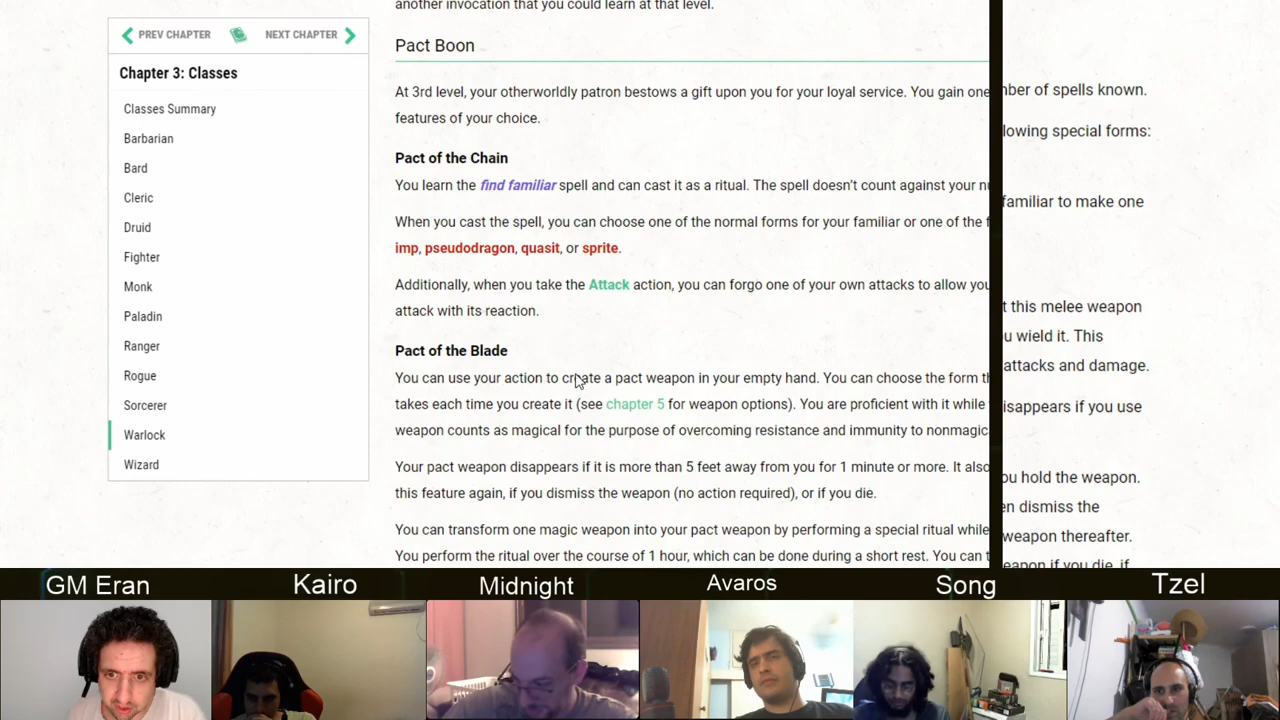 another invocation that you could learn at that level.
PREV CHAPTER NEXT CHAPTER
Chapter 3: Classes
Classes Summary
Barbarian
Bard
Cleric
Druid
Fighter
Monk
Paladin
Ranger
Rogue
Sorcerer
Warlock
Wizard
Pact Boon
At 3rd level, your otherworldly patron bestows a gift upon you for your loyal service. You gain one
features of your choice.
Pact of the Chain
You learn the find familiar spell and can cast it as a ritual. The spell doesn't count against your
When you cast the spell, you can choose one of the normal forms for your familiar or one of the
imp, pseudodragon, quasit, or sprite.
Additionally, when you take the Attack action, you can forgo one of your own attacks to allow you
attack with its reaction.
Pact of the Blade
You can use your action to create a pact weapon in your empty hand. You can choose the form
takes each time you create it (see chapter 5 for weapon options). You are proficient with it while
weapon counts as magical for the purpose of overcoming resistance and immunity to nonmagic
Your pact weapon disappears if it is more than 5 feet away from you for 1 minute or more. It also
this feature again, if you dismiss the weapon (no action required), or if you die.
You can transform one magic weapon into your pact weapon by performing a special ritual while
You perform the ritual over the course of 1 hour, which can be done during a short rest. You can
of spells known.
lowing special forms:
familiar to make one
this melee weapon
wield it. This
attacks and damage.
isappears if you use
hold the weapon.
dismiss the
weapon thereafter.
if you die, if
GM Eran
Kairo
Midnight
Avaros
Song
Tzel